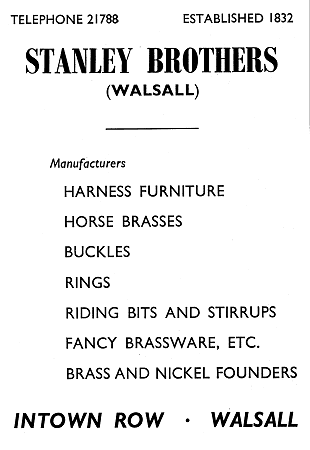 TELEPHONE 21788 ESTABLISHED 1832
STANLEY BROTHERS
(WALSALL)
Manufacturers
HARNESS FURNITURE
HORSE BRASSES
BUCKLES
RINGS
RIDING BITS AND STIRRUPS
FANCY BRASSWARE, ETC.
BRASS AND NICKEL FOUNDERS
INTOWN ROW · WALSALL